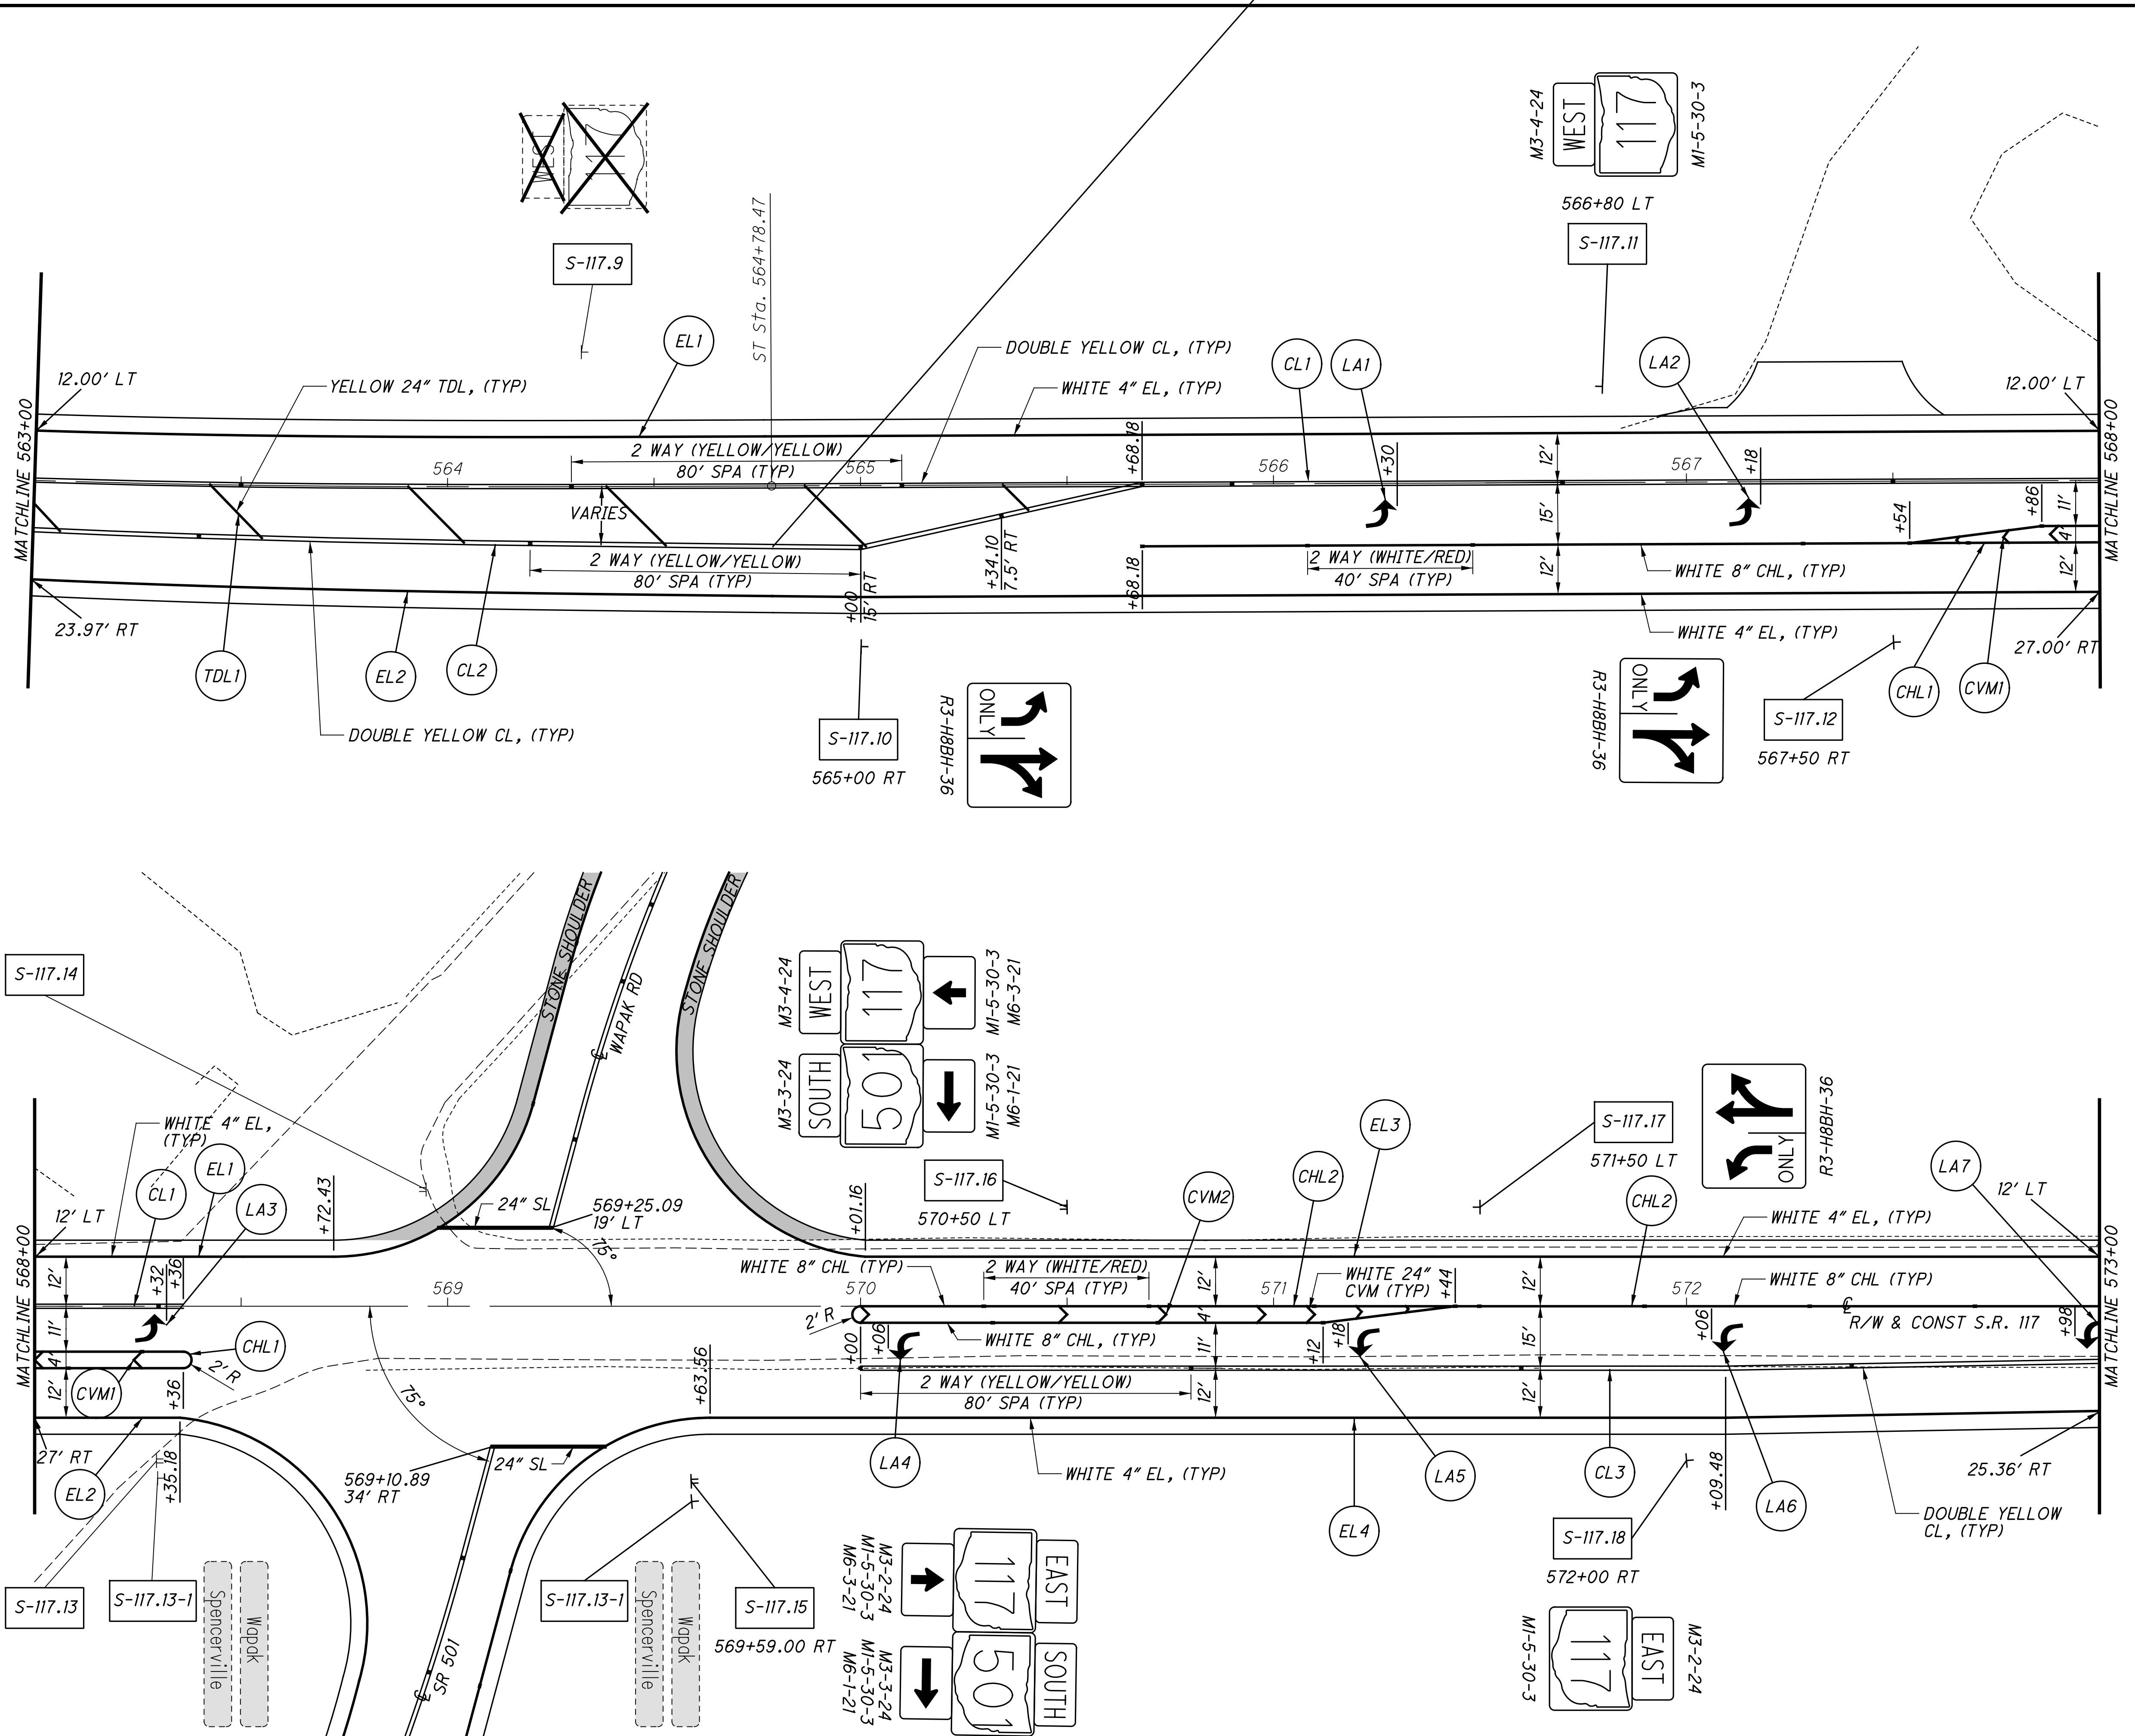 M3-4-24
WEST
117
M1-5-30-3
566+80 LT
S-117.11
S-117.9
ST Sta. 564+78.47
EL1
12.00' LT
YELLOW 24" TDL, (TYP)
DOUBLE YELLOW CL, (TYP)
WHITE 4" EL, (TYP)
CL1
LA1
LA2
12.00' LT
MATCHLINE 563+00
564
2 WAY (YELLOW/YELLOW)
80' SPA (TYP)
565
+68.18
566
+30
12'
567
+18
MATCHLINE 568+00
VARIES
15'
+54
+86
11'
4'
2 WAY (YELLOW/YELLOW)
80' SPA (TYP)
+00
15' RT
+34.10
7.5' RT
+68.18
2 WAY (WHITE/RED)
40' SPA (TYP)
12'
WHITE 8" CHL, (TYP)
12'
23.97' RT
WHITE 4" EL, (TYP)
27.00' RT
TDL1
EL2
CL2
DOUBLE YELLOW CL, (TYP)
S-117.10
565+00 RT
R3-H8BH-36
ONLY
R3-H8BH-36
ONLY
S-117.12
567+50 RT
CHL1
CVM1
S-117.14
STONE SHOULDER
WAPAK RD
STONE SHOULDER
M3-4-24
WEST
117
M1-5-30-3
M6-3-21
M3-3-24
SOUTH
501
M1-5-30-3
M6-1-21
WHITE 4" EL,
(TYP)
CL1
EL1
LA3
24" SL
569+25.09
19' LT
S-117.16
570+50 LT
CVM2
CHL2
EL3
S-117.17
571+50 LT
ONLY
R3-H8BH-36
CHL2
LA7
12' LT
12' LT
+72.43
75°
+01.16
WHITE 4" EL, (TYP)
MATCHLINE 568+00
12'
+32
+36
569
WHITE 8" CHL (TYP)
570
2 WAY (WHITE/RED)
40' SPA (TYP)
12'
571
WHITE 24"
CVM (TYP)
+44
12'
572
WHITE 8" CHL (TYP)
R/W & CONST S.R. 117
MATCHLINE 573+00
11'
4'
12'
CHL1
2' R
CVM1
+36
75°
+63.56
2' R
+00
+06
WHITE 8" CHL, (TYP)
4'
11'
+12
+18
15'
+06
+98
2 WAY (YELLOW/YELLOW)
80' SPA (TYP)
12'
12'
27' RT
EL2
+35.18
569+10.89
34' RT
24" SL
LA4
WHITE 4" EL, (TYP)
LA5
EL4
CL3
+09.48
LA6
25.36' RT
DOUBLE YELLOW
CL, (TYP)
S-117.13
S-117.13-1
Spencerville
Wapak
SR 501
S-117.13-1
Spencerville
Wapak
S-117.15
569+59.00 RT
M3-2-24
M1-5-30-3
M6-3-21
117
EAST
M3-3-24
M1-5-30-3
M6-1-21
501
SOUTH
S-117.18
572+00 RT
M1-5-30-3
117
EAST
M3-2-24